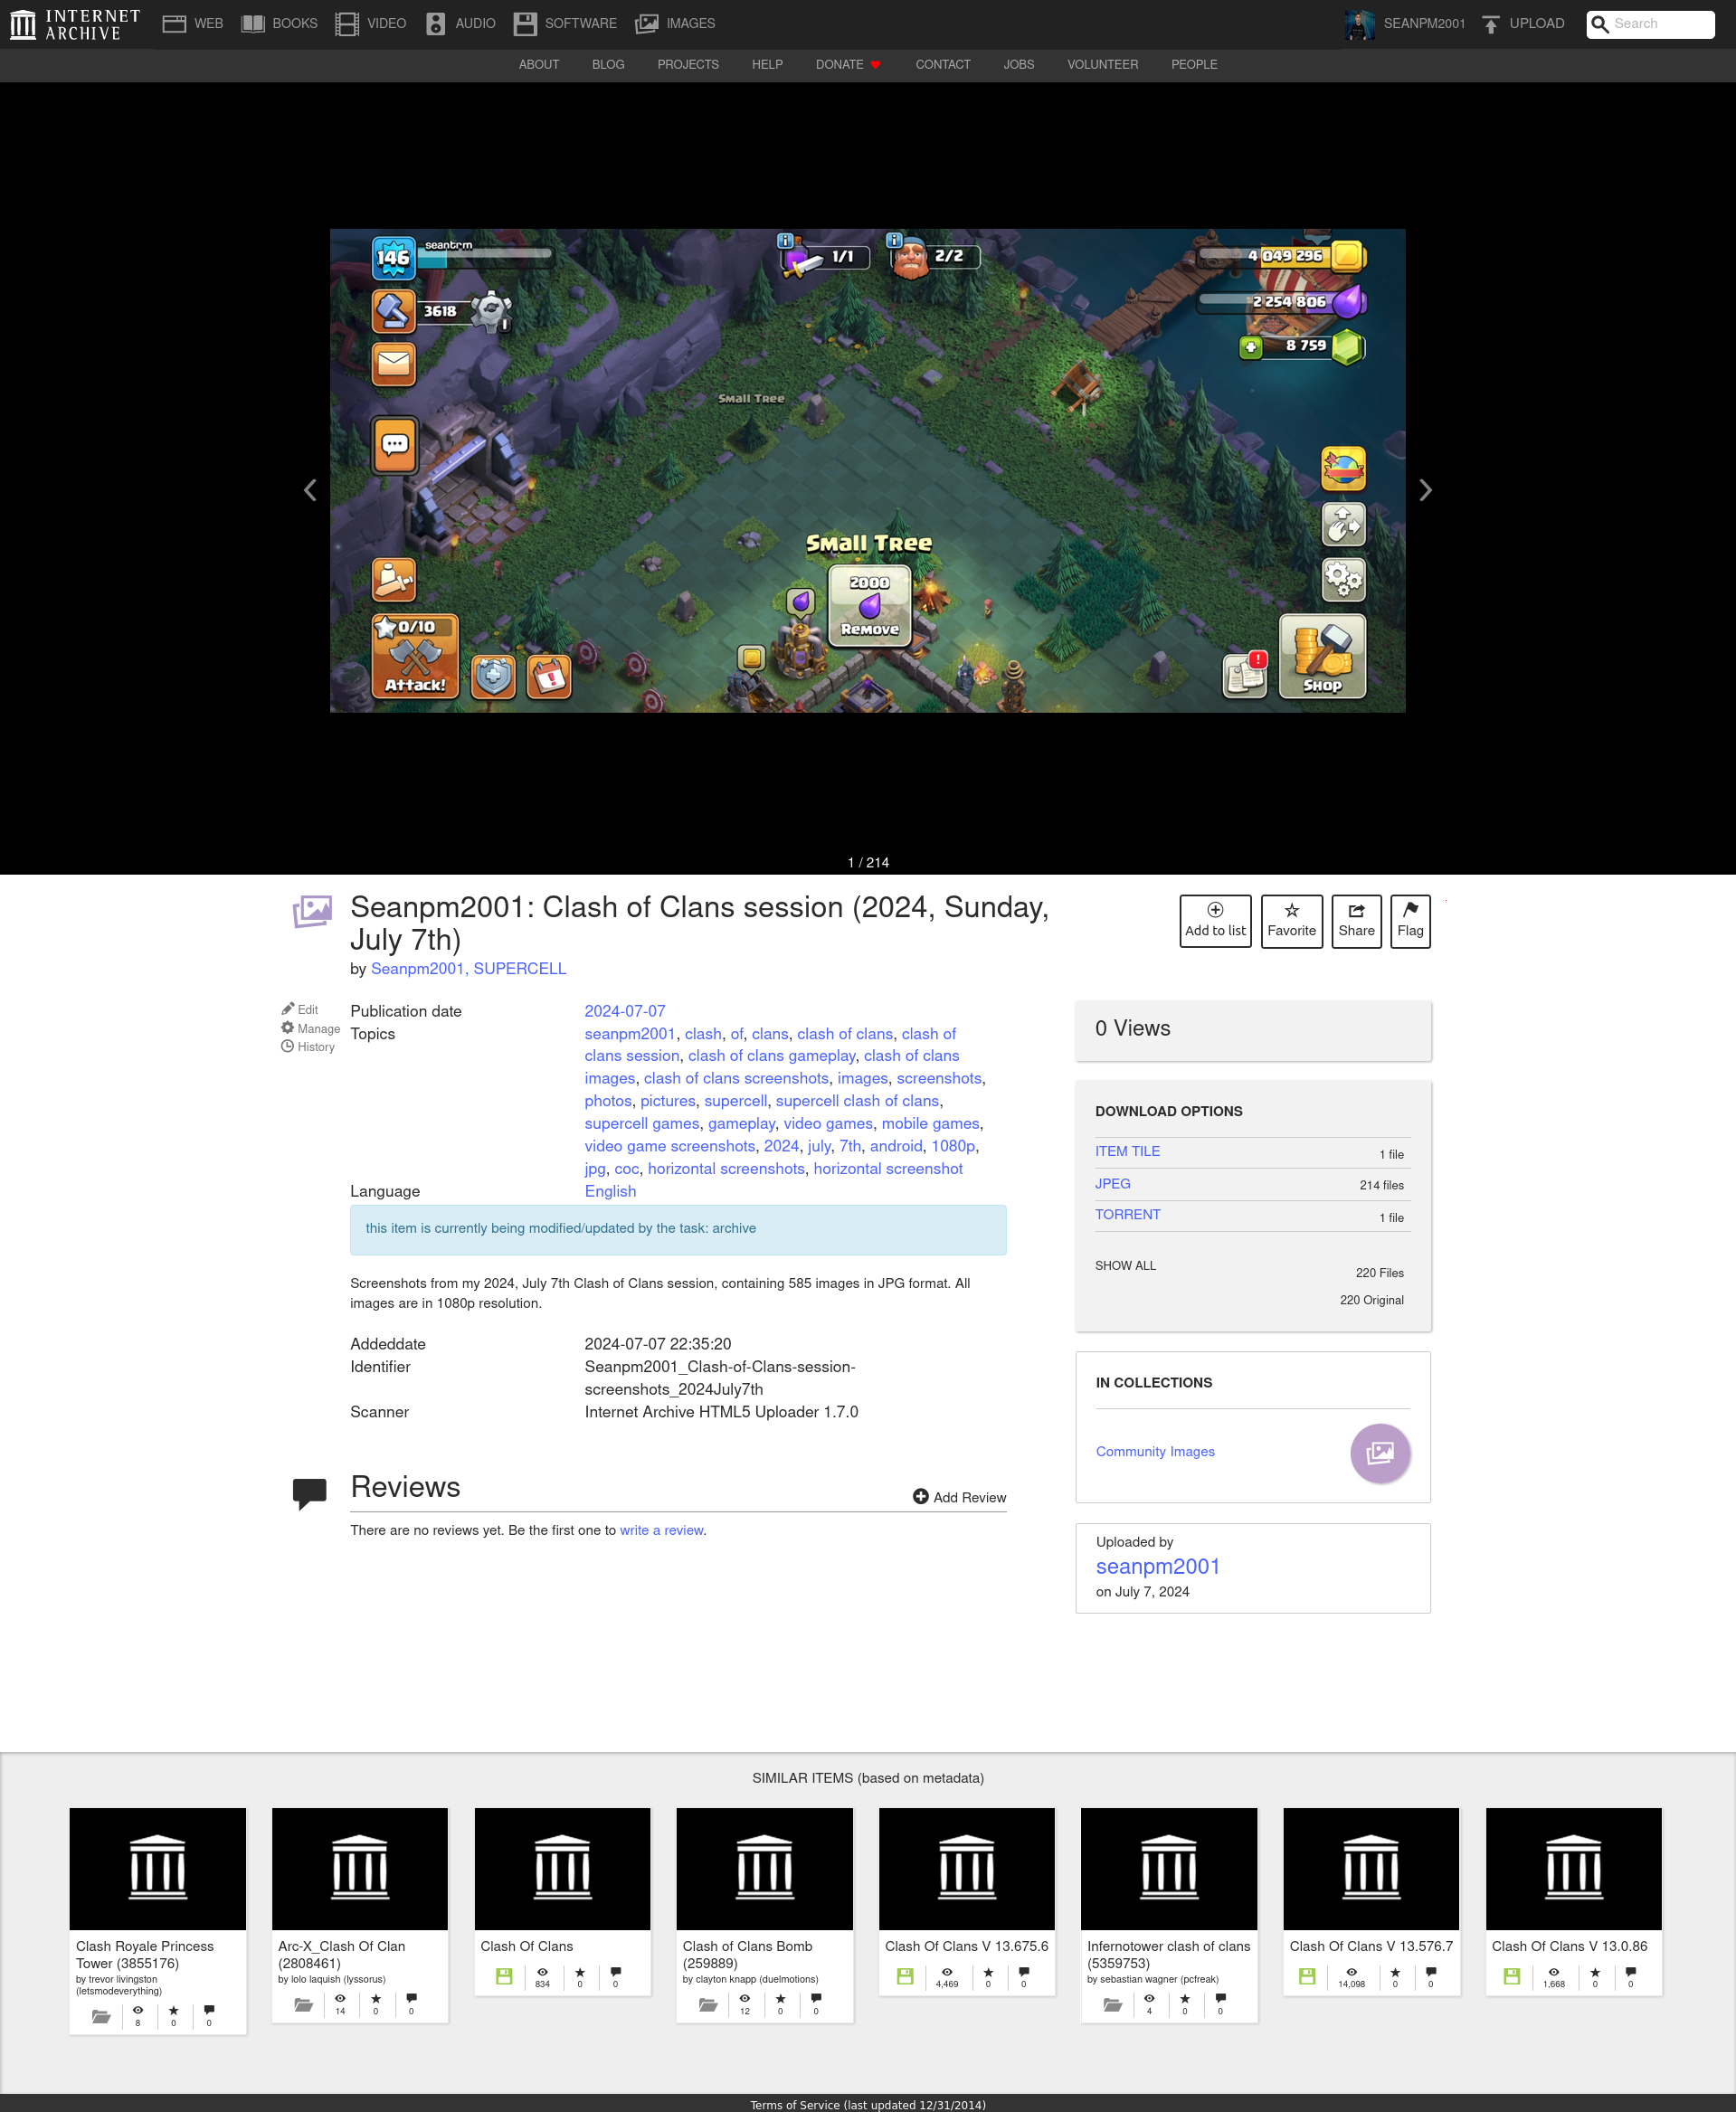 INTERNET ARCHIVE
WEB
BOOKS
VIDEO
AUDIO
SOFTWARE
IMAGES
SEANPM2001
UPLOAD
Search
ABOUT
BLOG
PROJECTS
HELP
DONATE
CONTACT
JOBS
VOLUNTEER
PEOPLE
146
seantrm
1/1
2/2
4 049 296
3618
2 254 806
8 759
Small Tree
Small Tree
2000
Remove
0/10
Attack!
Shop
1 / 214
Seanpm2001: Clash of Clans session (2024, Sunday,
July 7th)
by Seanpm2001, SUPERCELL
Add to list
Favorite
Share
Flag
Edit
Manage
History
Publication date 2024-07-07
Topics seanpm2001, clash, of, clans, clash of clans, clash of
clans session, clash of clans gameplay, clash of clans
images, clash of clans screenshots, images, screenshots,
photos, pictures, supercell, supercell clash of clans,
supercell games, gameplay, video games, mobile games,
video game screenshots, 2024, july, 7th, android, 1080p,
jpg, coc, horizontal screenshots, horizontal screenshot
Language English
this item is currently being modified/updated by the task: archive
Screenshots from my 2024, July 7th Clash of Clans session, containing 585 images in JPG format. All
images are in 1080p resolution.
Addeddate 2024-07-07 22:35:20
Identifier Seanpm2001_Clash-of-Clans-session-
screenshots_2024July7th
Scanner Internet Archive HTML5 Uploader 1.7.0
Reviews
Add Review
There are no reviews yet. Be the first one to write a review.
0 Views
DOWNLOAD OPTIONS
ITEM TILE 1 file
JPEG 214 files
TORRENT 1 file
SHOW ALL 220 Files
220 Original
IN COLLECTIONS
Community Images
Uploaded by
seanpm2001
on July 7, 2024
SIMILAR ITEMS (based on metadata)
Clash Royale Princess
Tower (3855176)
by trevor livingston
(letsmodeverything)
8 0 0
Arc-X_Clash Of Clan
(2808461)
by lolo laquish (lyssorus)
14 0 0
Clash Of Clans
834 0 0
Clash of Clans Bomb
(259889)
by clayton knapp (duelmotions)
12 0 0
Clash Of Clans V 13.675.6
4,469 0 0
Infernotower clash of clans
(5359753)
by sebastian wagner (pcfreak)
4 0 0
Clash Of Clans V 13.576.7
14,098 0 0
Clash Of Clans V 13.0.86
1,668 0 0
Terms of Service (last updated 12/31/2014)